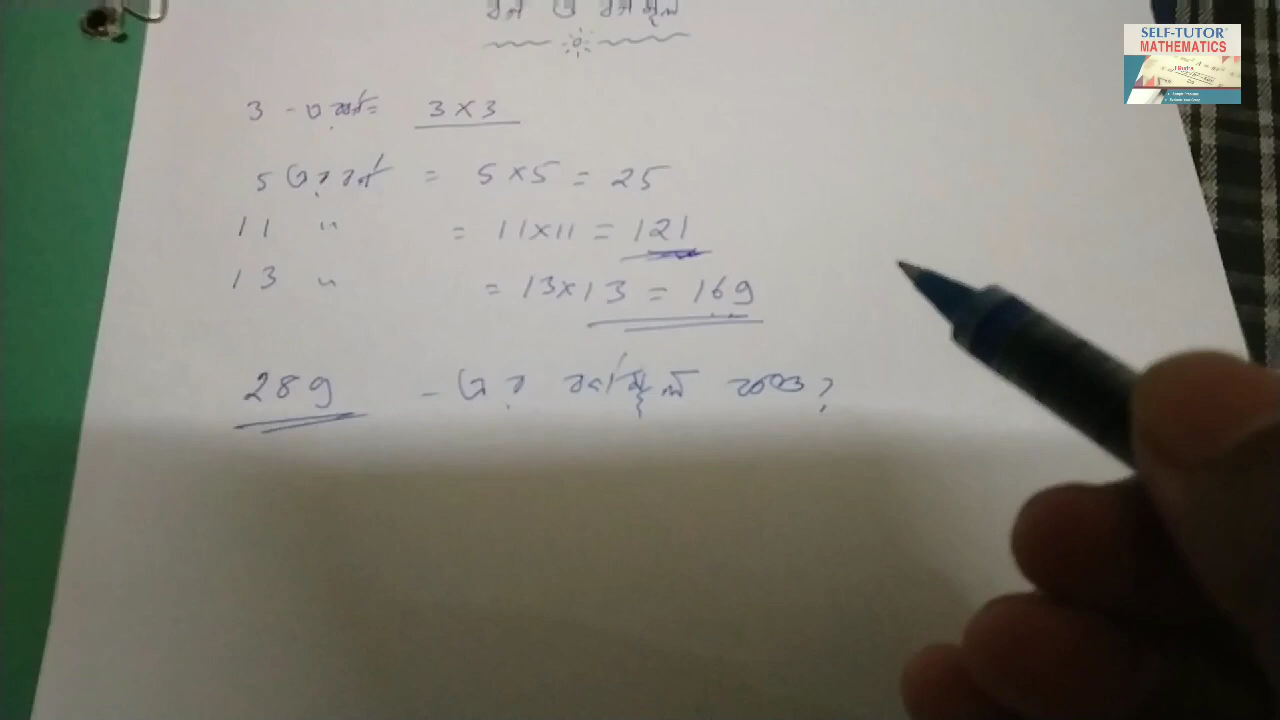 বর্গ ও বর্গমূল
3 - এর বর্গ = 3×3
5 এর বর্গ = 5×5 = 25
11 " = 11×11 = 121
13 " = 13×13 = 169
289 - এর বর্গমূল কত?
SELF-TUTOR
MATHEMATICS